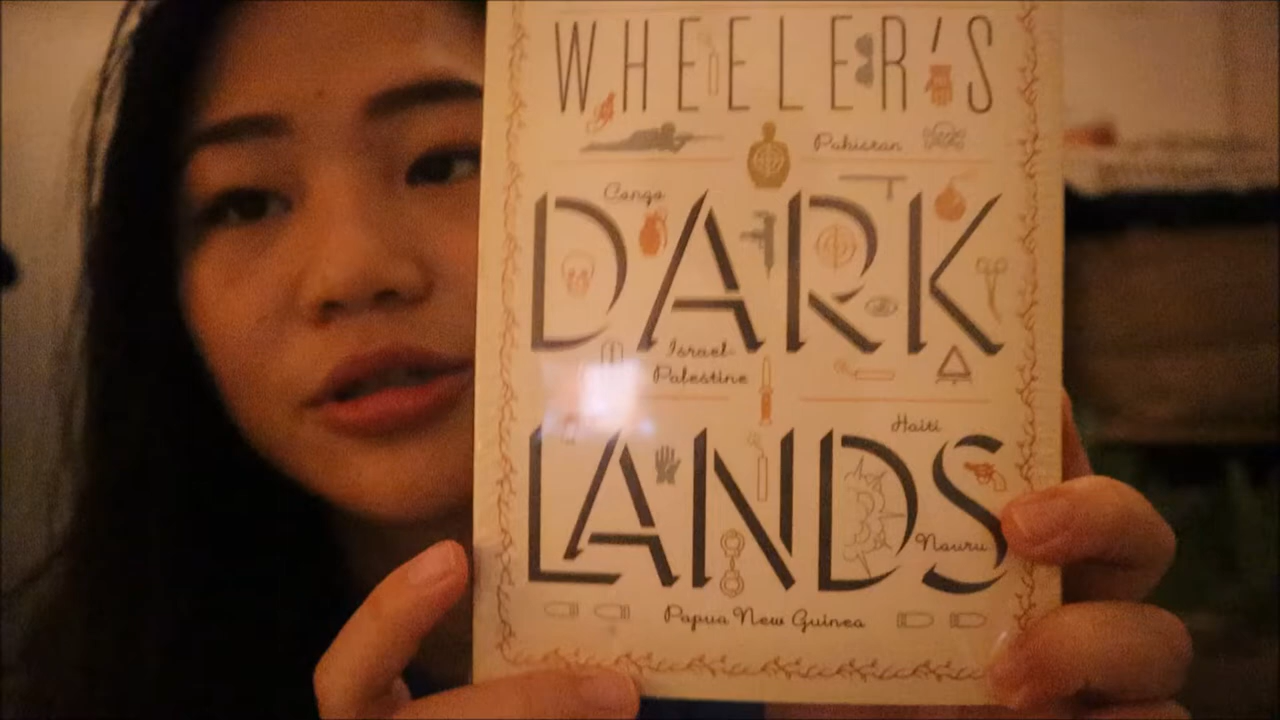 WHEELER'S
Pakistan
Congo
DARK
Israel-
Palestine
Haiti
LANDS
Nauru
Papua New Guinea